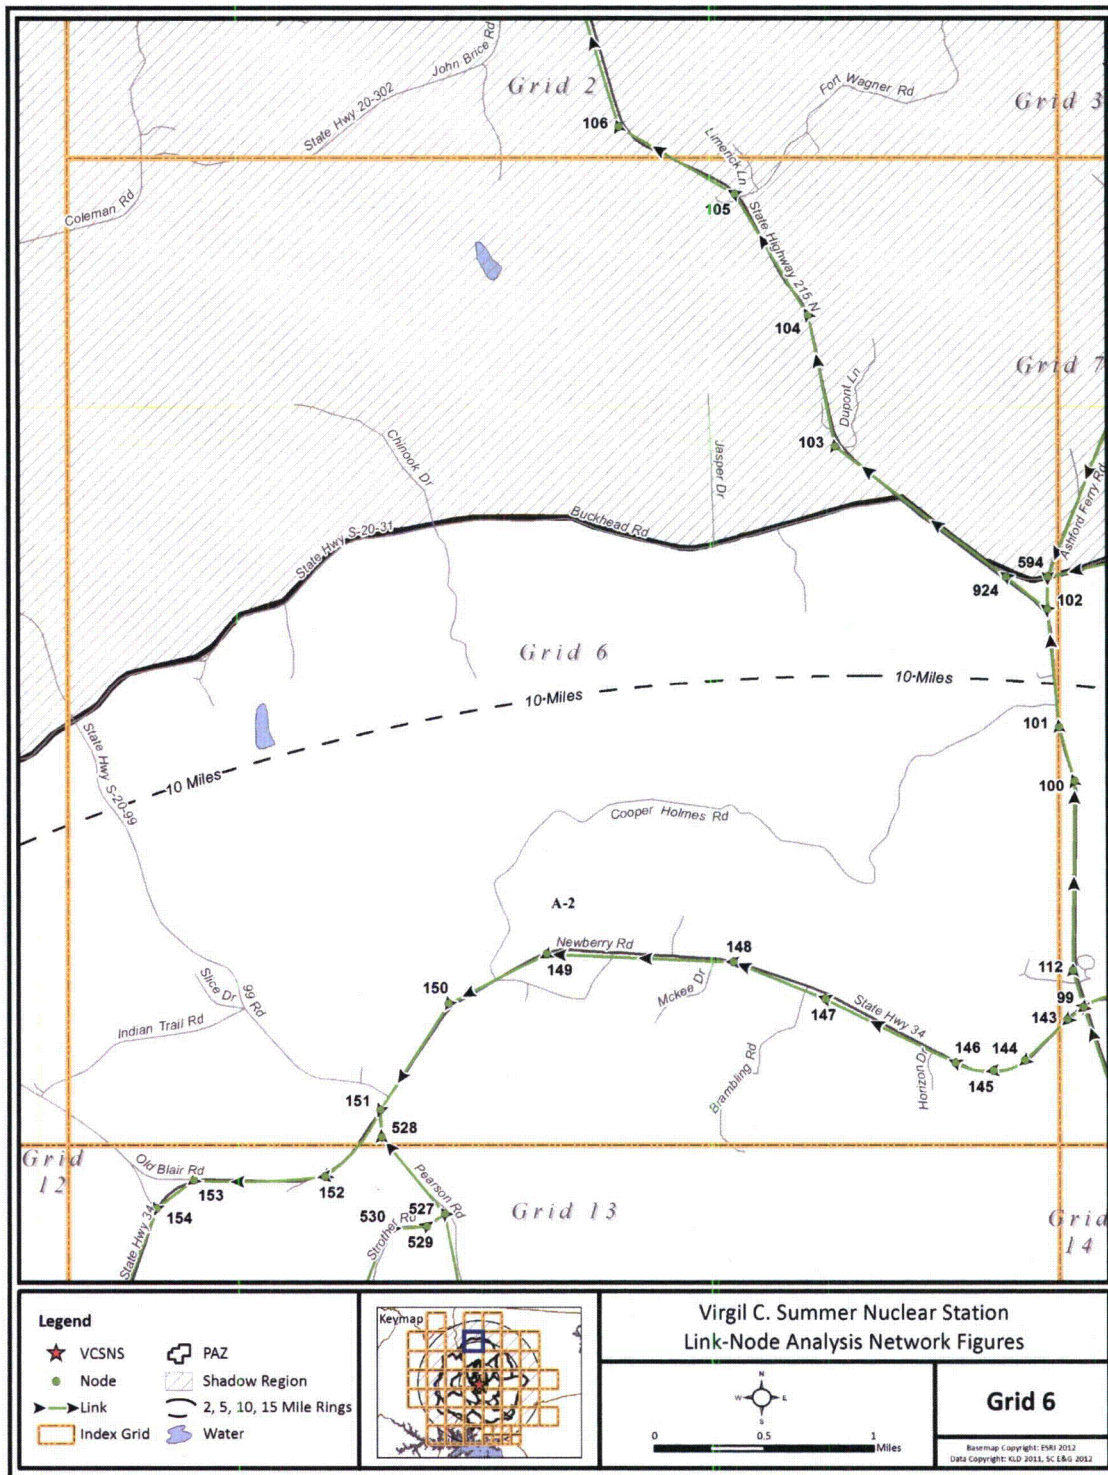 John Brice Rd
Grid 2
State Hwy 20-302
Fort Wagner Rd
Grid 3
106
Limerick Ln
Coleman Rd
105
State Highway 215 N
104
Grid 7
Dupont Ln
103
Chinook Dr
Jasper Dr
Ashford Ferry Rd
Buckhead Rd
State Hwy S-20-31
594
924
102
Grid 6
10 Miles
10 Miles
101
State Hwy S-20-99
10 Miles
100
Cooper Holmes Rd
A-2
Newberry Rd
148
149
112
Slice Dr
99 Rd
150
Mckee Dr
99
147
State Hwy 34
143
Indian Trail Rd
146
144
145
Brambling Rd
Horizon Dr
151
528
Grid
12
Old Blair Rd
153
152
Pearson Rd
527
530
Strother Rd
529
154
State Hwy 34
Grid 13
Grid
14
Legend
VCSNS
PAZ
Node
Shadow Region
Link
2, 5, 10, 15 Mile Rings
Index Grid
Water
Keymap
Virgil C. Summer Nuclear Station
Link-Node Analysis Network Figures
N
W
E
S
0
0.5
1
Miles
Grid 6
Basemap Copyright: ESRI 2012
Data Copyright: KLD 2011, SC E&G 2012